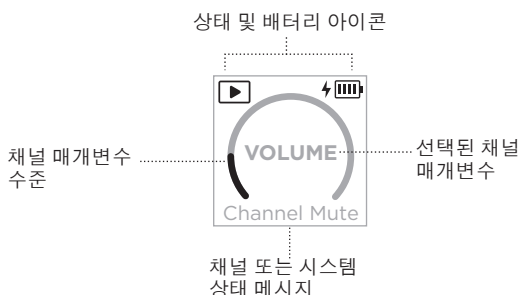 상태 및 배터리 아이콘
VOLUME
채널 매개변수
수준
선택된 채널
매개변수
Channel Mute
채널 또는 시스템
상태 메시지